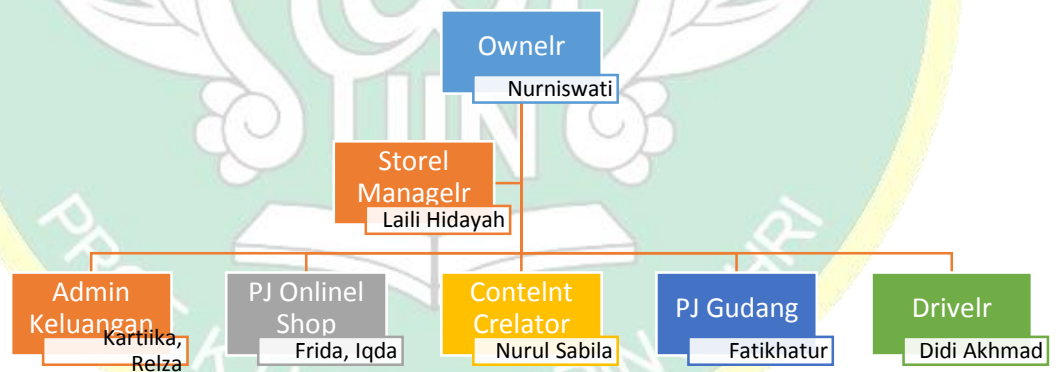 Ownelr
Nurniswati
Storel
Managelr
Laili Hidayah
Admin
Keluangan
Kartiika,
Relza
PJ Onlinel
Shop
Frida, Iqda
Contelnt
Crelator
Nurul Sabila
PJ Gudang
Fatikhatur
Drivelr
Didi Akhmad
UIN